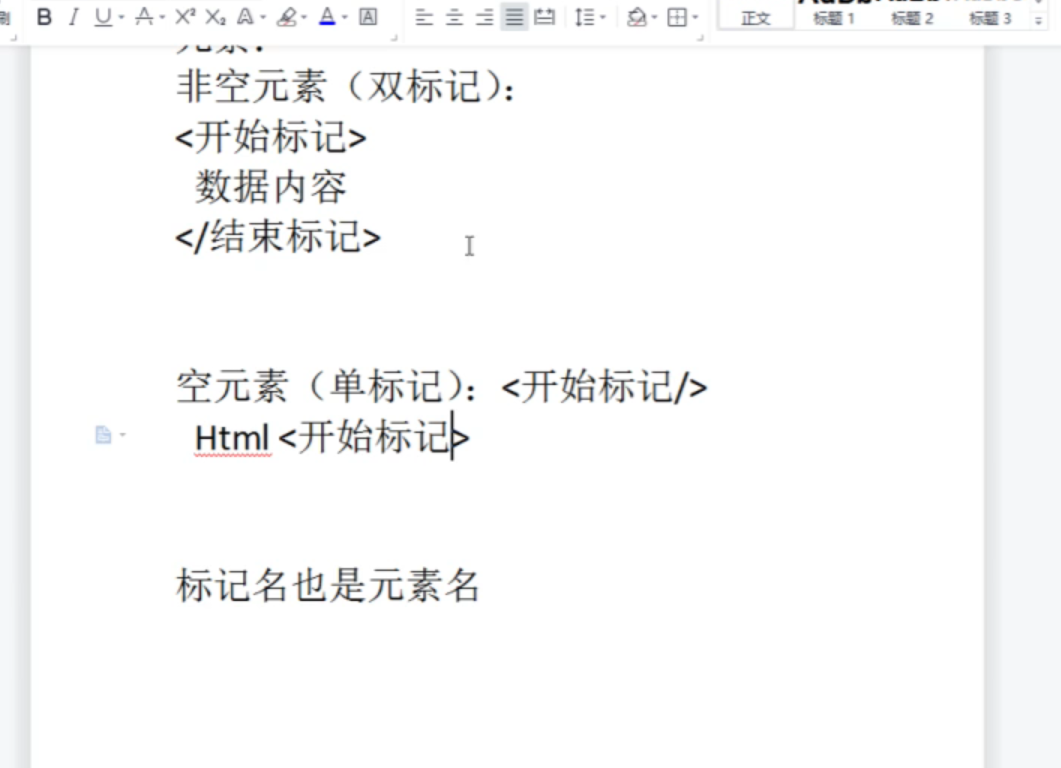 B I U A X² X₂ A A A
正文 标题 1 标题 2 标题 3
元素：
非空元素（双标记）：
<开始标记>
数据内容
</结束标记>
空元素（单标记）：<开始标记/>
Html <开始标记>
标记名也是元素名